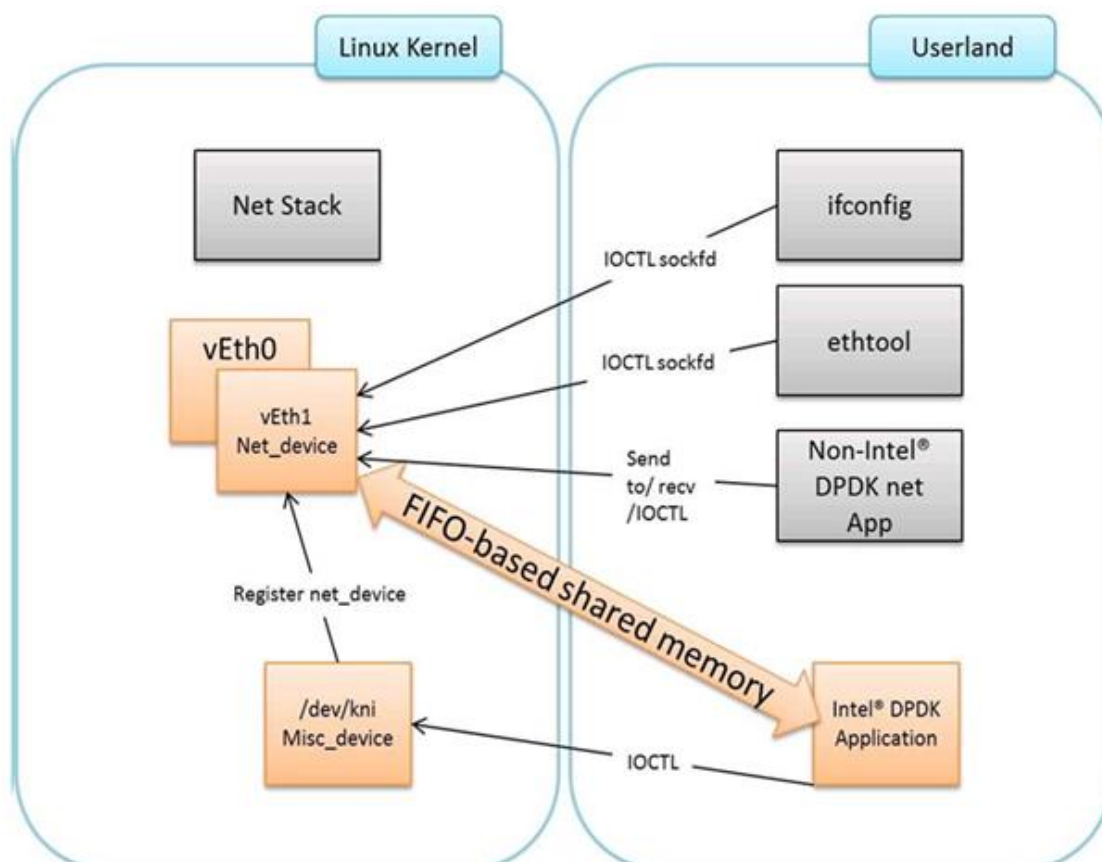 Linux Kernel
Userland
Net Stack
ifconfig
IOCTL sockfd
vEth0
ethtool
IOCTL sockfd
vEth1
Net_device
Non-Intel®
DPDK net
App
Send
to/ recv
/IOCTL
FIFO-based shared memory
Register net_device
/dev/kni
Misc_device
Intel® DPDK
Application
IOCTL